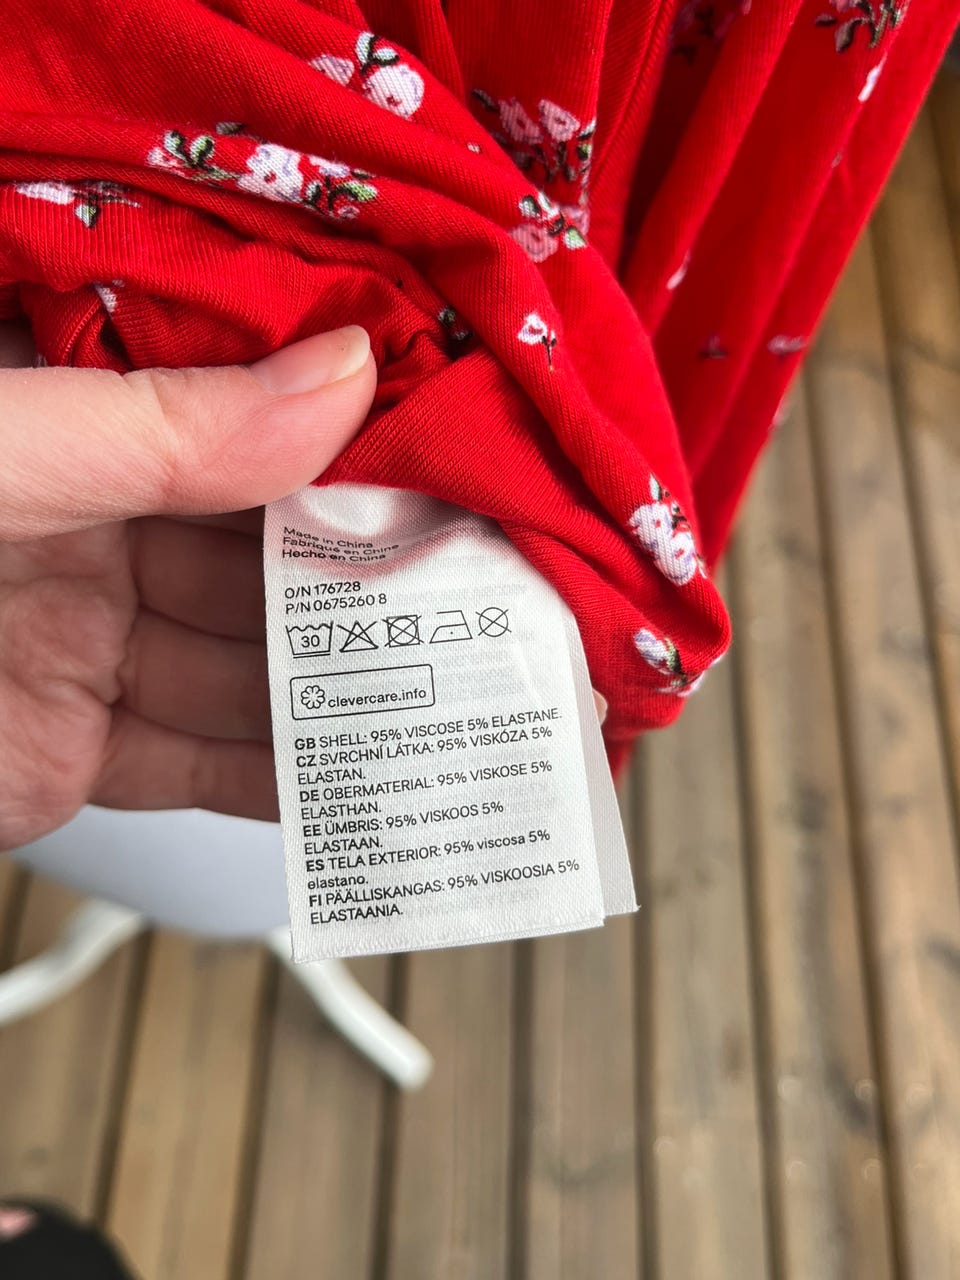 Made in China
Fabriqué en Chine
Hecho en China
O/N 176728
P/N 0675260 8
30
clevercare.info
GB SHELL: 95% VISCOSE 5% ELASTANE.
CZ SVRCHNÍ LÁTKA: 95% VISKÓZA 5%
ELASTAN.
DE OBERMATERIAL: 95% VISKOSE 5%
ELASTHAN.
EE ÜMBRIS: 95% VISKOOS 5%
ELASTAAN.
ES TELA EXTERIOR: 95% viscosa 5%
elastano.
FI PÄÄLLISKANGAS: 95% VISKOOSIA 5%
ELASTAANIA.